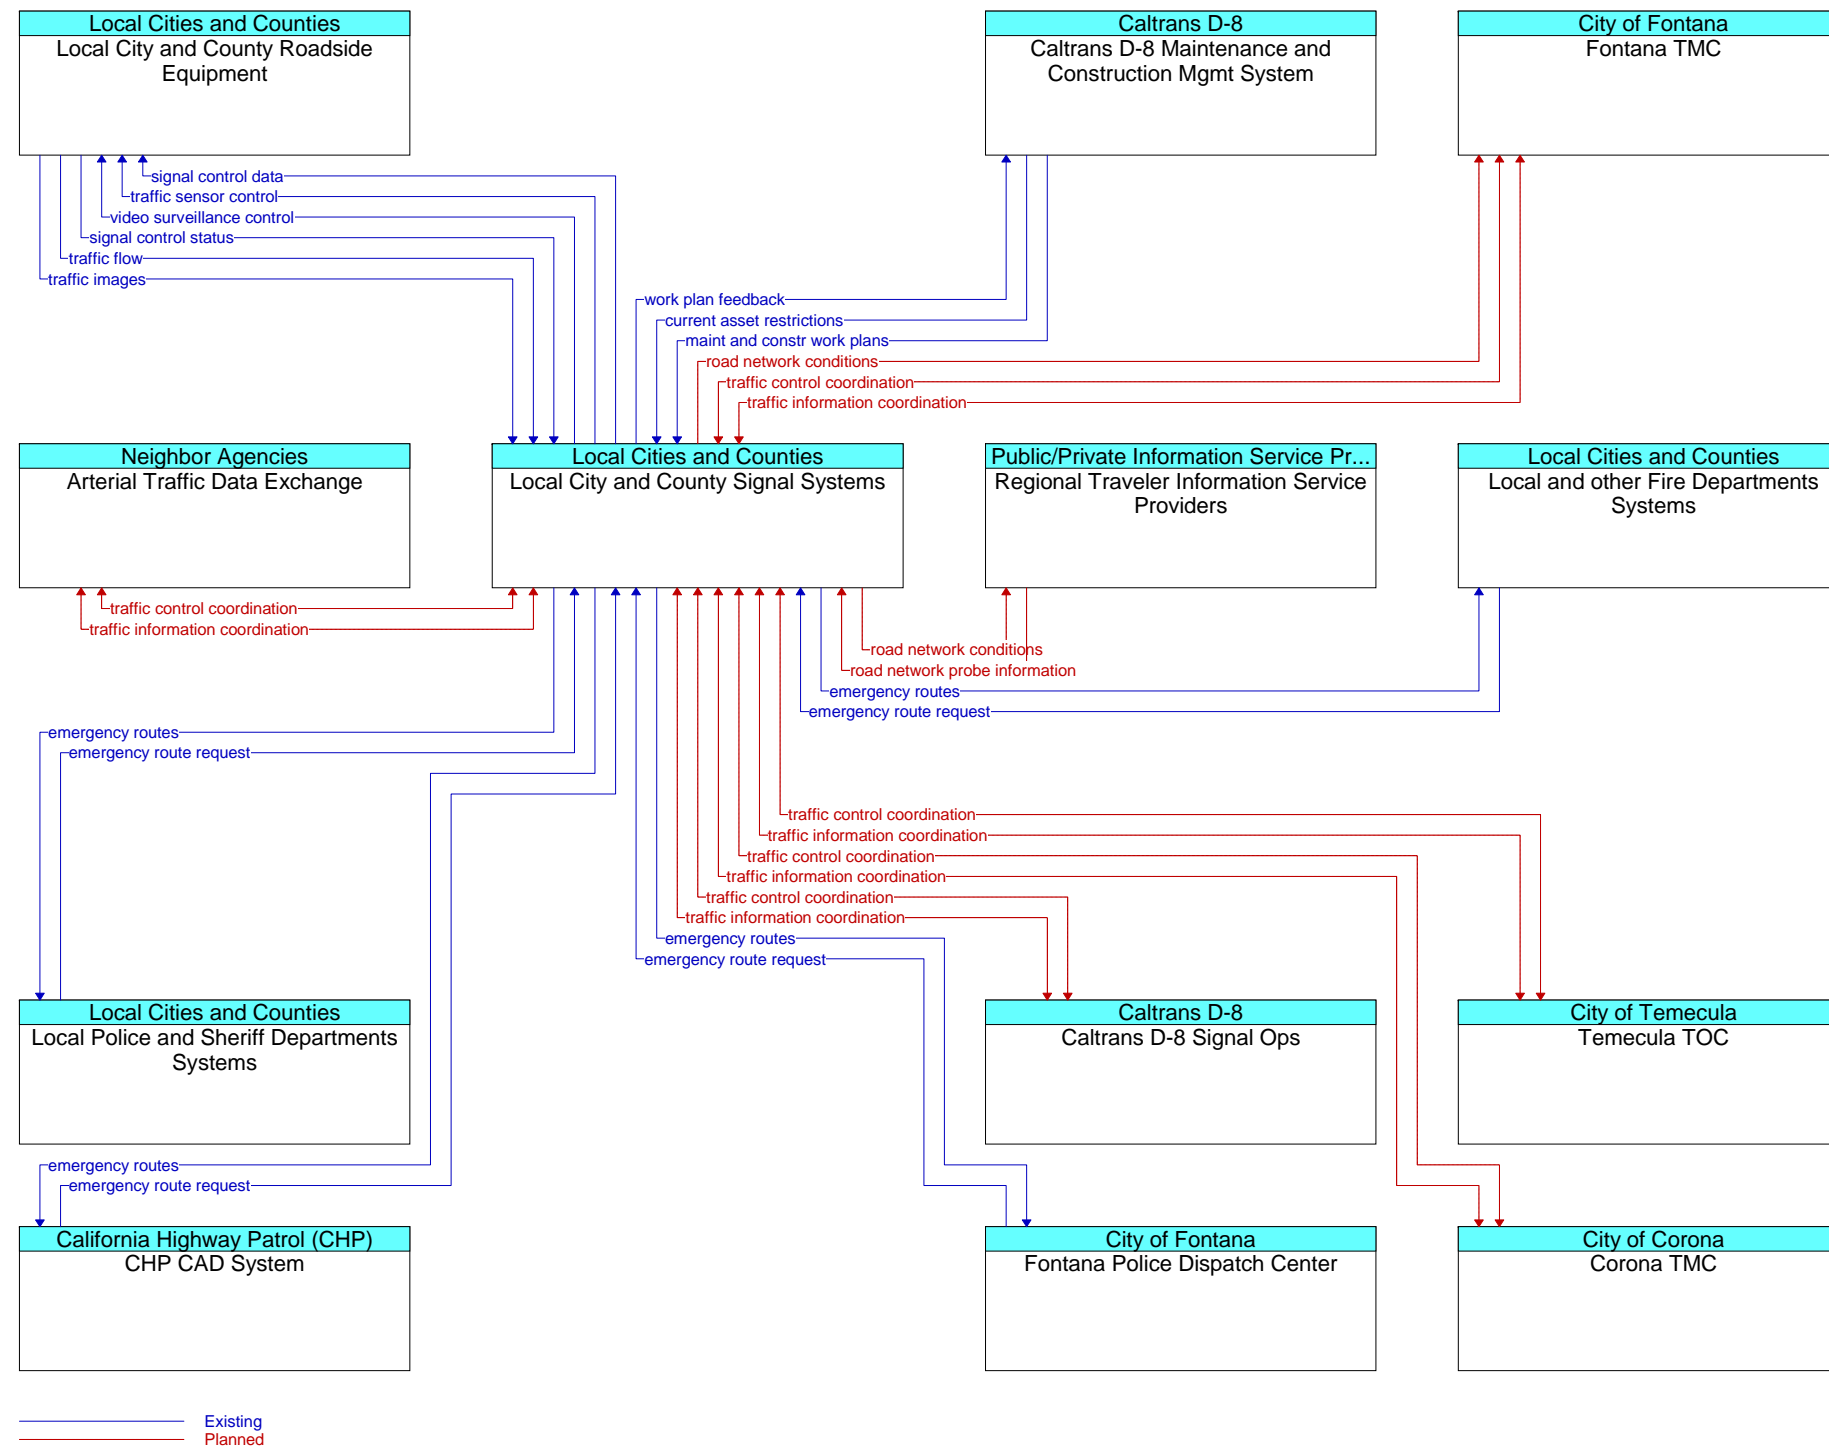 Local Cities and Counties
Local City and County Roadside
Equipment
Caltrans D-8
Caltrans D-8 Maintenance and
Construction Mgmt System
City of Fontana
Fontana TMC
signal control data
traffic sensor control
video surveillance control
signal control status
traffic flow
traffic images
work plan feedback
current asset restrictions
maint and constr work plans
road network conditions
traffic control coordination
traffic information coordination
Neighbor Agencies
Arterial Traffic Data Exchange
Local Cities and Counties
Local City and County Signal Systems
Public/Private Information Service Pr...
Regional Traveler Information Service
Providers
Local Cities and Counties
Local and other Fire Departments
Systems
traffic control coordination
traffic information coordination
road network conditions
road network probe information
emergency routes
emergency route request
emergency routes
emergency route request
traffic control coordination
traffic information coordination
traffic control coordination
traffic information coordination
traffic control coordination
traffic information coordination
emergency routes
emergency route request
Local Cities and Counties
Local Police and Sheriff Departments
Systems
Caltrans D-8
Caltrans D-8 Signal Ops
City of Temecula
Temecula TOC
emergency routes
emergency route request
California Highway Patrol (CHP)
CHP CAD System
City of Fontana
Fontana Police Dispatch Center
City of Corona
Corona TMC
Existing
Planned